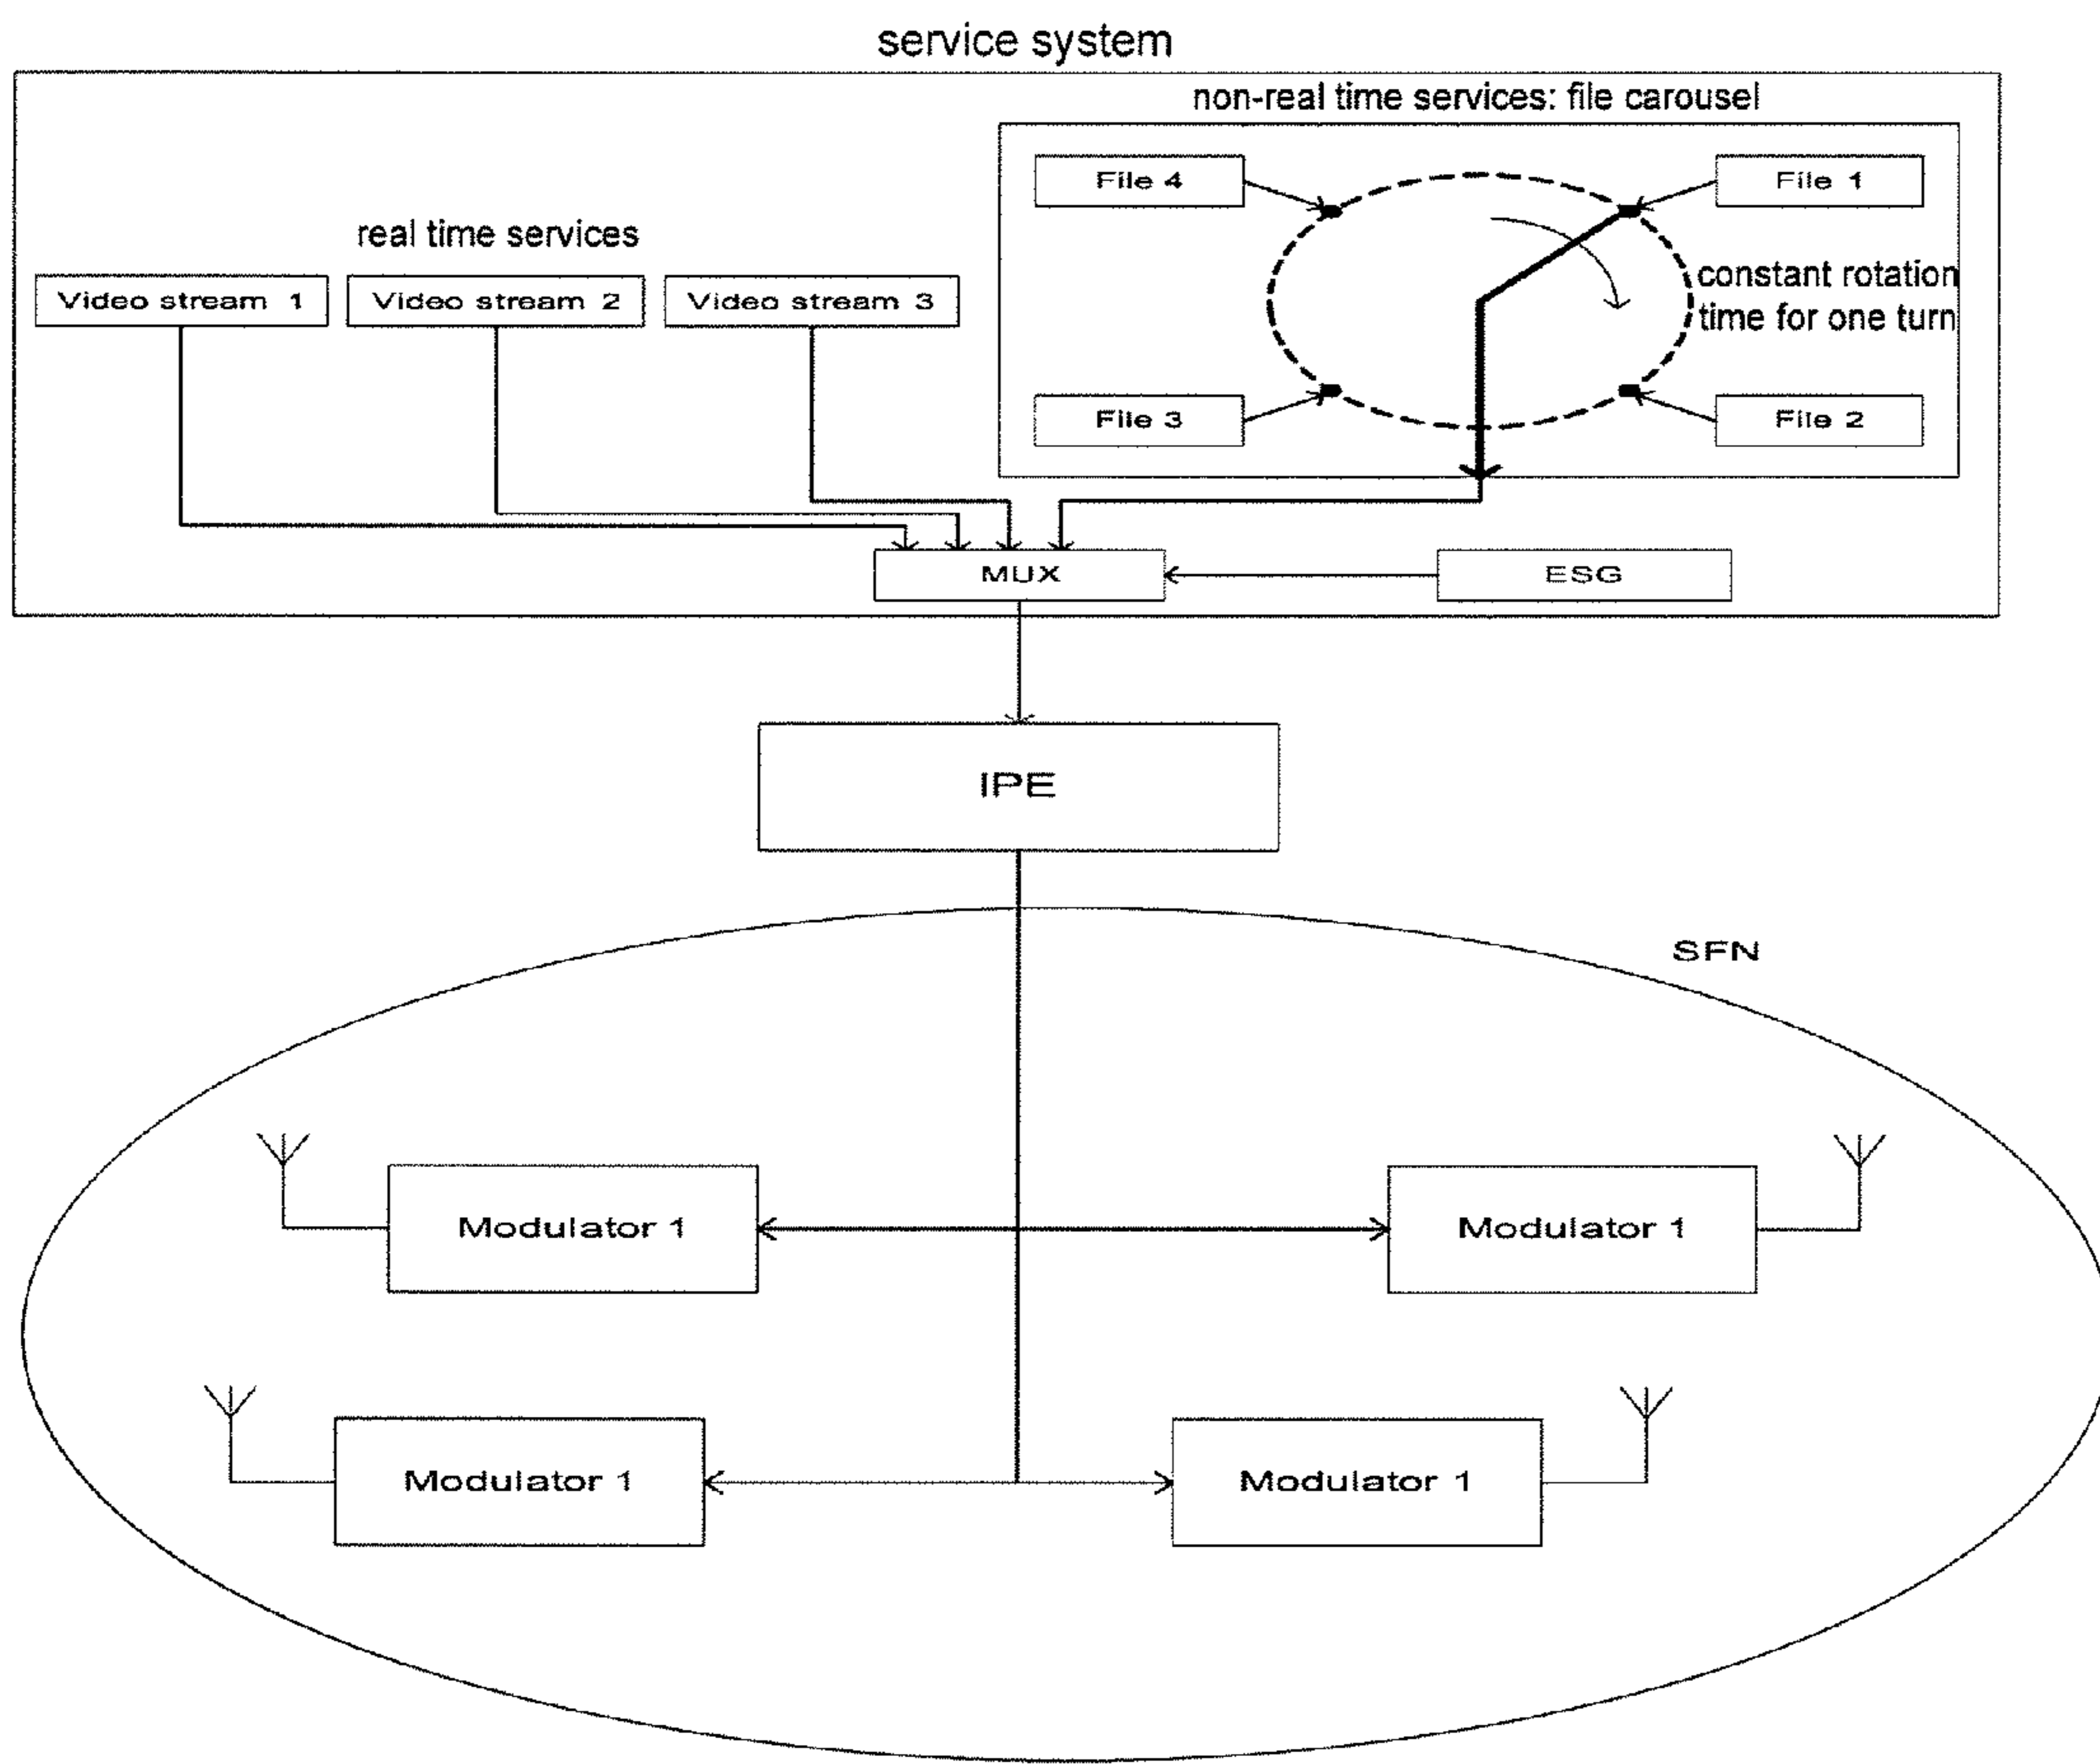 service system
non-real time services: file carousel
File 4
File 1
real time services
constant rotation
time for one turn
Video stream 1
Video stream 2
Video stream 3
File 3
File 2
MUX
ESG
IPE
SFN
Modulator 1
Modulator 1
Modulator 1
Modulator 1